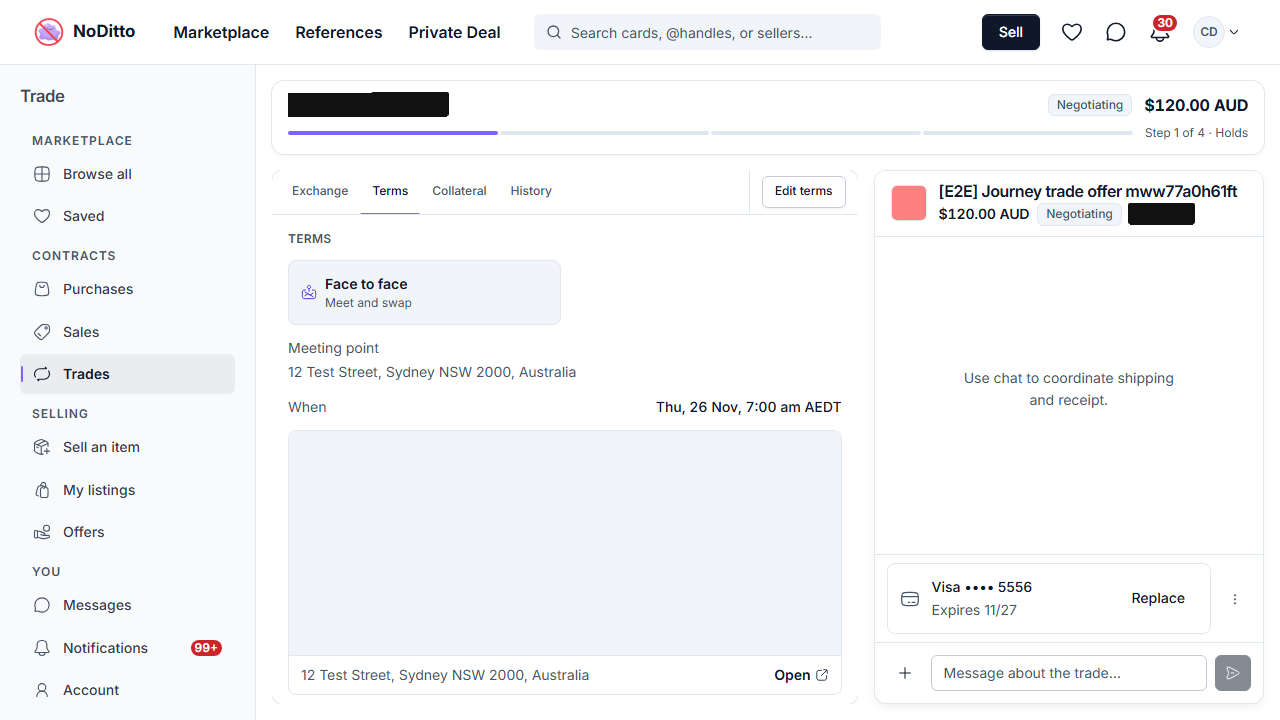 NoDitto
Marketplace
References
Private Deal
Search cards, @handles, or sellers...
Sell
30
CD
Trade
MARKETPLACE
Browse all
Saved
CONTRACTS
Purchases
Sales
Trades
SELLING
Sell an item
My listings
Offers
YOU
Messages
Notifications
99+
Account
Negotiating
$120.00 AUD
Step 1 of 4 · Holds
Exchange
Terms
Collateral
History
Edit terms
TERMS
Face to face
Meet and swap
Meeting point
12 Test Street, Sydney NSW 2000, Australia
When
Thu, 26 Nov, 7:00 am AEDT
12 Test Street, Sydney NSW 2000, Australia
Open
[E2E] Journey trade offer mww77a0h61ft
$120.00 AUD
Negotiating
Use chat to coordinate shipping
and receipt.
Visa •••• 5556
Expires 11/27
Replace
Message about the trade...